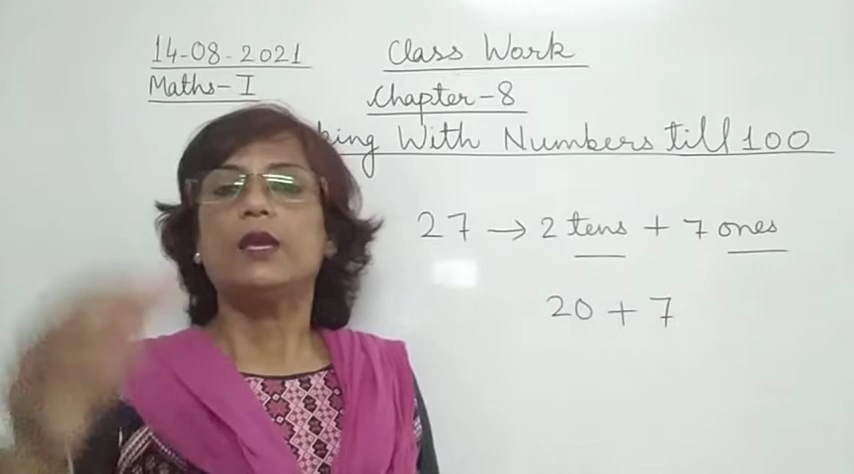 14-08-2021 Class Work
Maths-I Chapter-8
king With Numbers till 100
27 → 2 tens + 7 ones
20 + 7